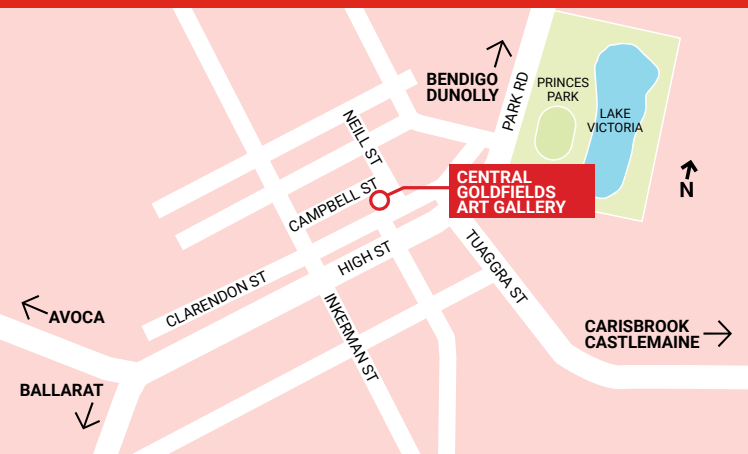 BENDIGO
DUNOLLY
PARK RD
PRINCES
PARK
LAKE
VICTORIA
NEILL ST
CAMPBELL ST
CENTRAL
GOLDFIELDS
ART GALLERY
N
CLARENDON ST
HIGH ST
TUAGGRA ST
INKERMAN ST
AVOCA
CARISBROOK
CASTLEMAINE
BALLARAT